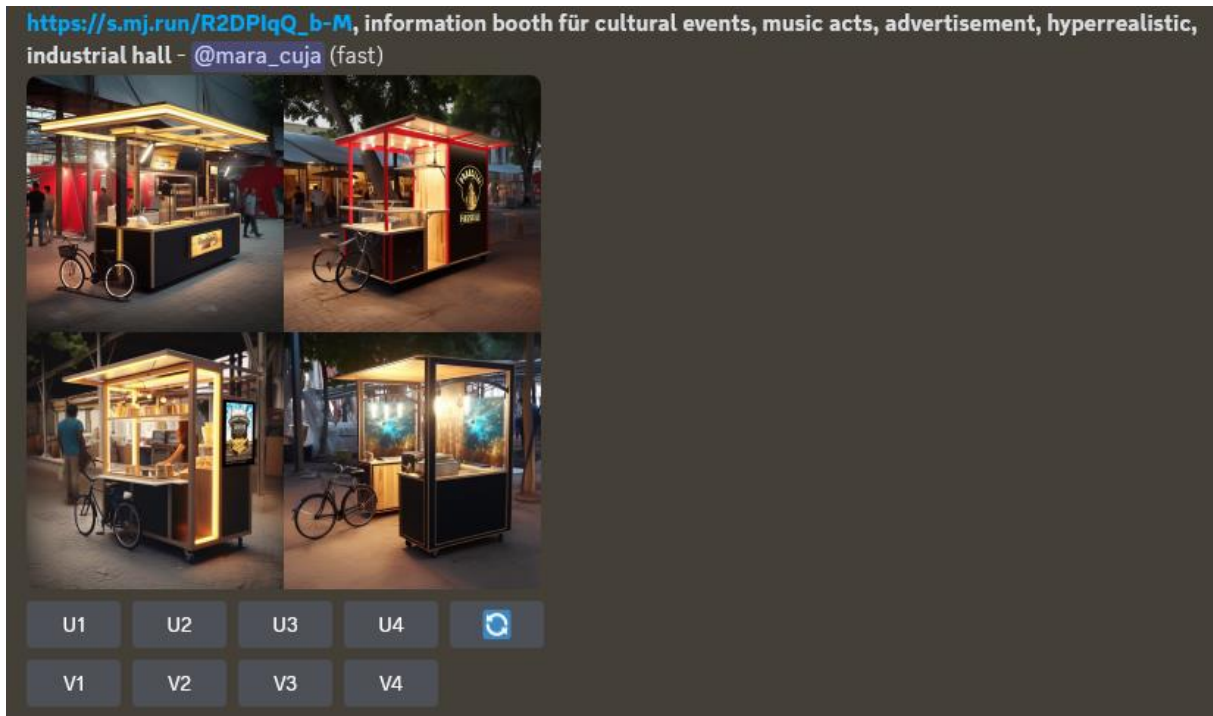 https://s.mj.run/R2DPIqQ_b-M, information booth für cultural events, music acts, advertisement, hyperrealistic,
industrial hall - @mara_cuja (fast)
U1 U2 U3 U4
V1 V2 V3 V4